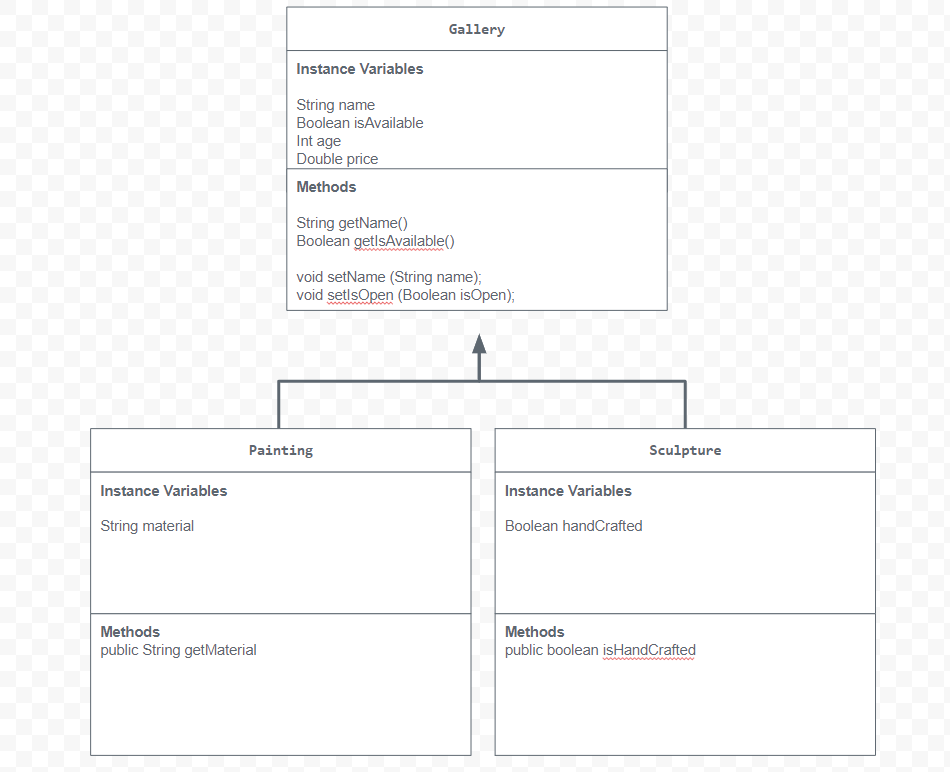 Gallery
Instance Variables
String name
Boolean isAvailable
Int age
Double price
Methods
String getName()
Boolean getIsAvailable()
void setName (String name);
void setIsOpen (Boolean isOpen);
Painting
Instance Variables
String material
Methods
public String getMaterial
Sculpture
Instance Variables
Boolean handCrafted
Methods
public boolean isHandCrafted